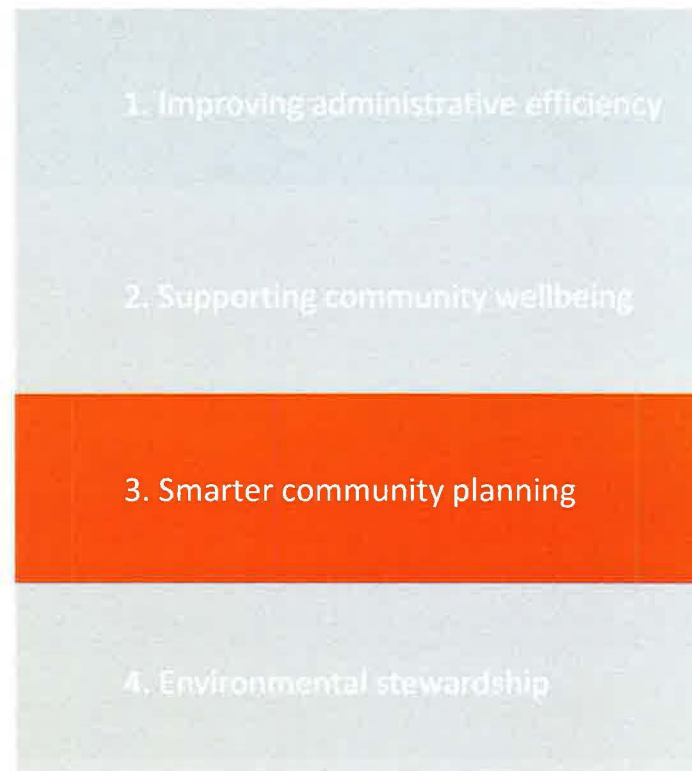 1. Improving administrative efficiency
2. Supporting community wellbeing
3. Smarter community planning
4. Environmental stewardship